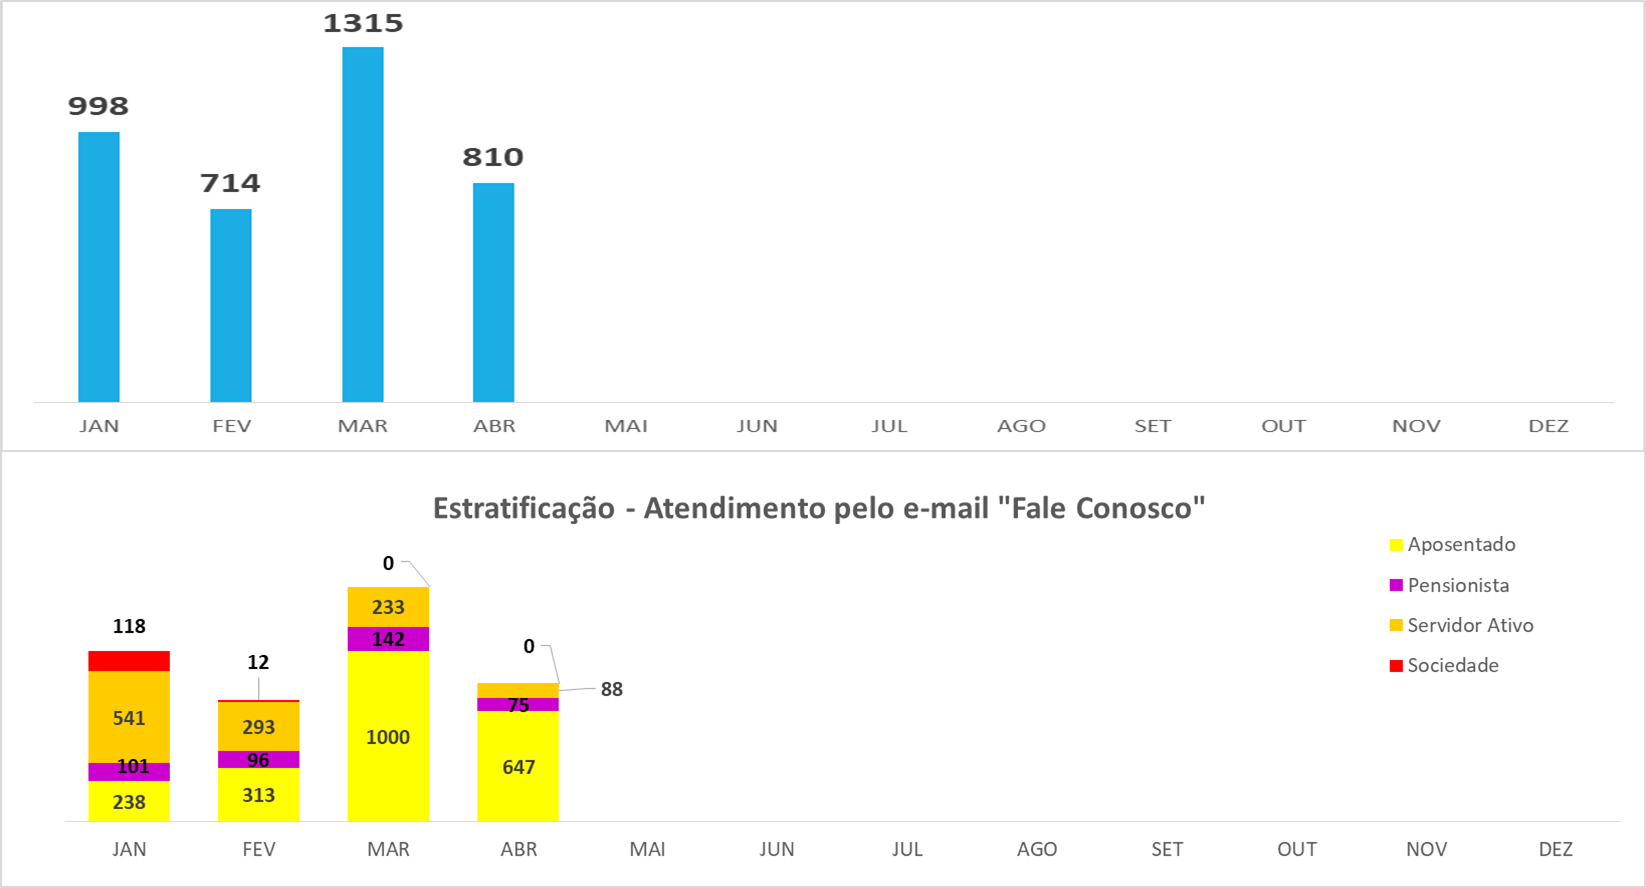 1315
998
810
714
JAN FEV MAR ABR MAI JUN JUL AGO SET OUT NOV DEZ
Estratificação - Atendimento pelo e-mail "Fale Conosco"
Aposentado
Pensionista
Servidor Ativo
Sociedade
118
541
101
238
12
293
96
313
0
233
142
1000
0
88
75
647
JAN FEV MAR ABR MAI JUN JUL AGO SET OUT NOV DEZ